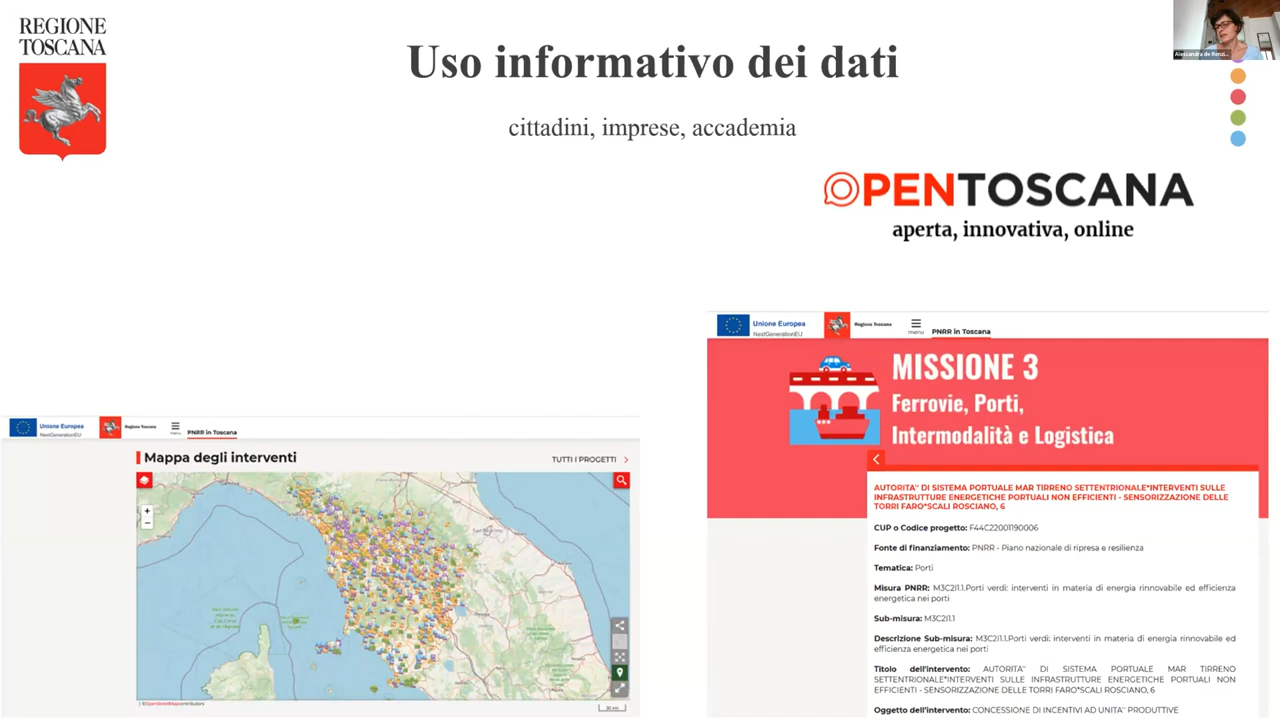 REGIONE
TOSCANA
Uso informativo dei dati
cittadini, imprese, accademia
OPENTOSCANA
aperta, innovativa, online
Unione Europea
NextGenerationEU
Regione Toscana
menu
PNRR in Toscana
Mappa degli interventi
TUTTI I PROGETTI
+
−
Unione Europea
NextGenerationEU
Regione Toscana
menu
PNRR in Toscana
MISSIONE 3
Ferrovie, Porti,
Intermodalità e Logistica
AUTORITA'' DI SISTEMA PORTUALE MAR TIRRENO SETTENTRIONALE*INTERVENTI SULLE
INFRASTRUTTURE ENERGETICHE PORTUALI NON EFFICIENTI - SENSORIZZAZIONE DELLE
TORRI FARO*SCALI ROSCIANO, 6
CUP o Codice progetto: F44C22001190006
Fonte di finanziamento: PNRR - Piano nazionale di ripresa e resilienza
Tematica: Porti
Misura PNRR: M3C2I1.1.Porti verdi: interventi in materia di energia rinnovabile ed efficienza
energetica nei porti
Sub-misura: M3C2I1.1
Descrizione Sub-misura: M3C2I1.1.Porti verdi: interventi in materia di energia rinnovabile ed
efficienza energetica nei porti
Titolo dell'intervento: AUTORITA'' DI SISTEMA PORTUALE MAR TIRRENO
SETTENTRIONALE*INTERVENTI SULLE INFRASTRUTTURE ENERGETICHE PORTUALI NON
EFFICIENTI - SENSORIZZAZIONE DELLE TORRI FARO*SCALI ROSCIANO, 6
Oggetto dell'intervento: CONCESSIONE DI INCENTIVI AD UNITA'' PRODUTTIVE